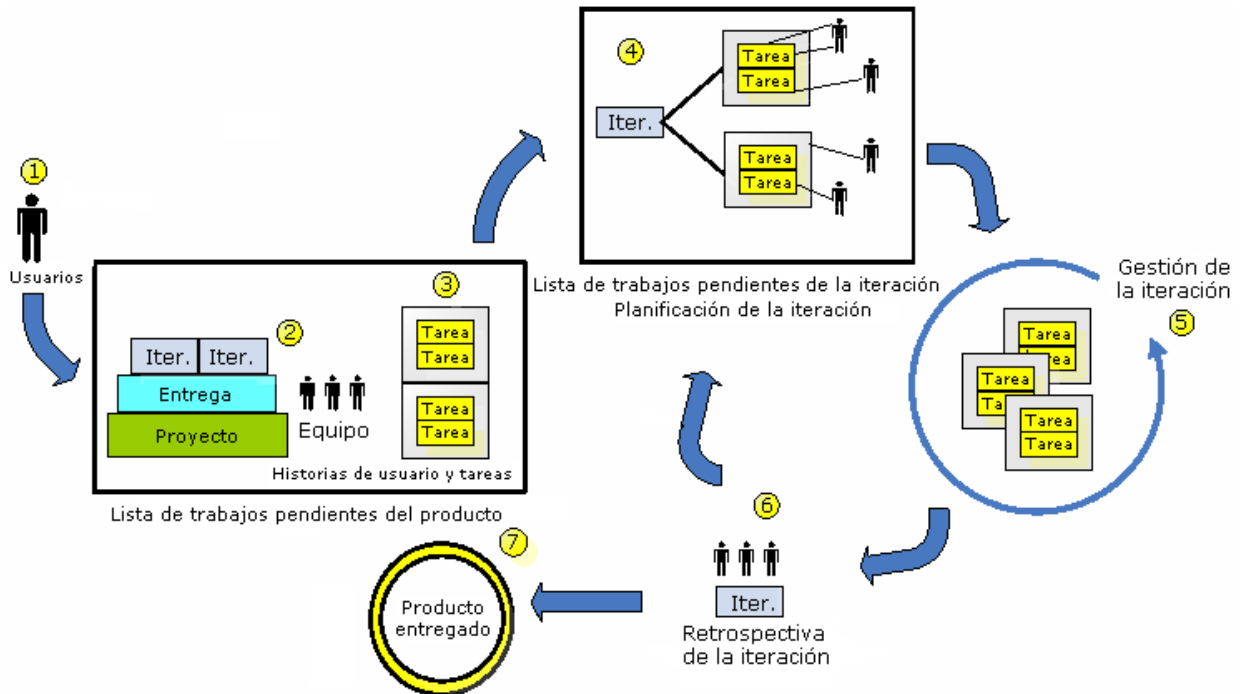 1
Usuarios
2
Iter. Iter.
Entrega
Proyecto
Equipo
3
Tarea
Tarea
Tarea
Tarea
Historias de usuario y tareas
Lista de trabajos pendientes del producto
4
Iter.
Tarea
Tarea
Tarea
Tarea
Lista de trabajos pendientes de la iteración
Planificación de la iteración
Gestión de
la iteración
5
Tarea
Tarea
Tarea
Tarea
Tarea
6
Iter.
Retrospectiva
de la iteración
7
Producto
entregado